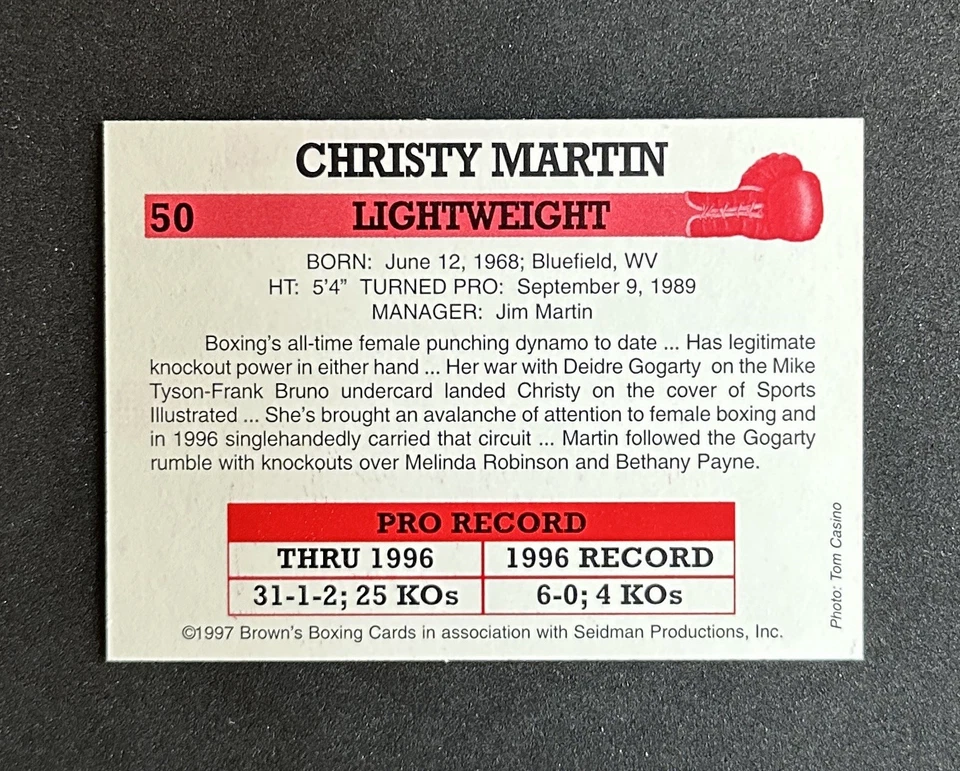 CHRISTY MARTIN
50 LIGHTWEIGHT
BORN: June 12, 1968; Bluefield, WV
HT: 5'4" TURNED PRO: September 9, 1989
MANAGER: Jim Martin
Boxing's all-time female punching dynamo to date ... Has legitimate
knockout power in either hand ... Her war with Deidre Gogarty on the Mike
Tyson-Frank Bruno undercard landed Christy on the cover of Sports
Illustrated ... She's brought an avalanche of attention to female boxing and
in 1996 singlehandedly carried that circuit ... Martin followed the Gogarty
rumble with knockouts over Melinda Robinson and Bethany Payne.
PRO RECORD
THRU 1996 1996 RECORD
31-1-2; 25 KOs 6-0; 4 KOs
©1997 Brown's Boxing Cards in association with Seidman Productions, Inc.
Photo: Tom Casino